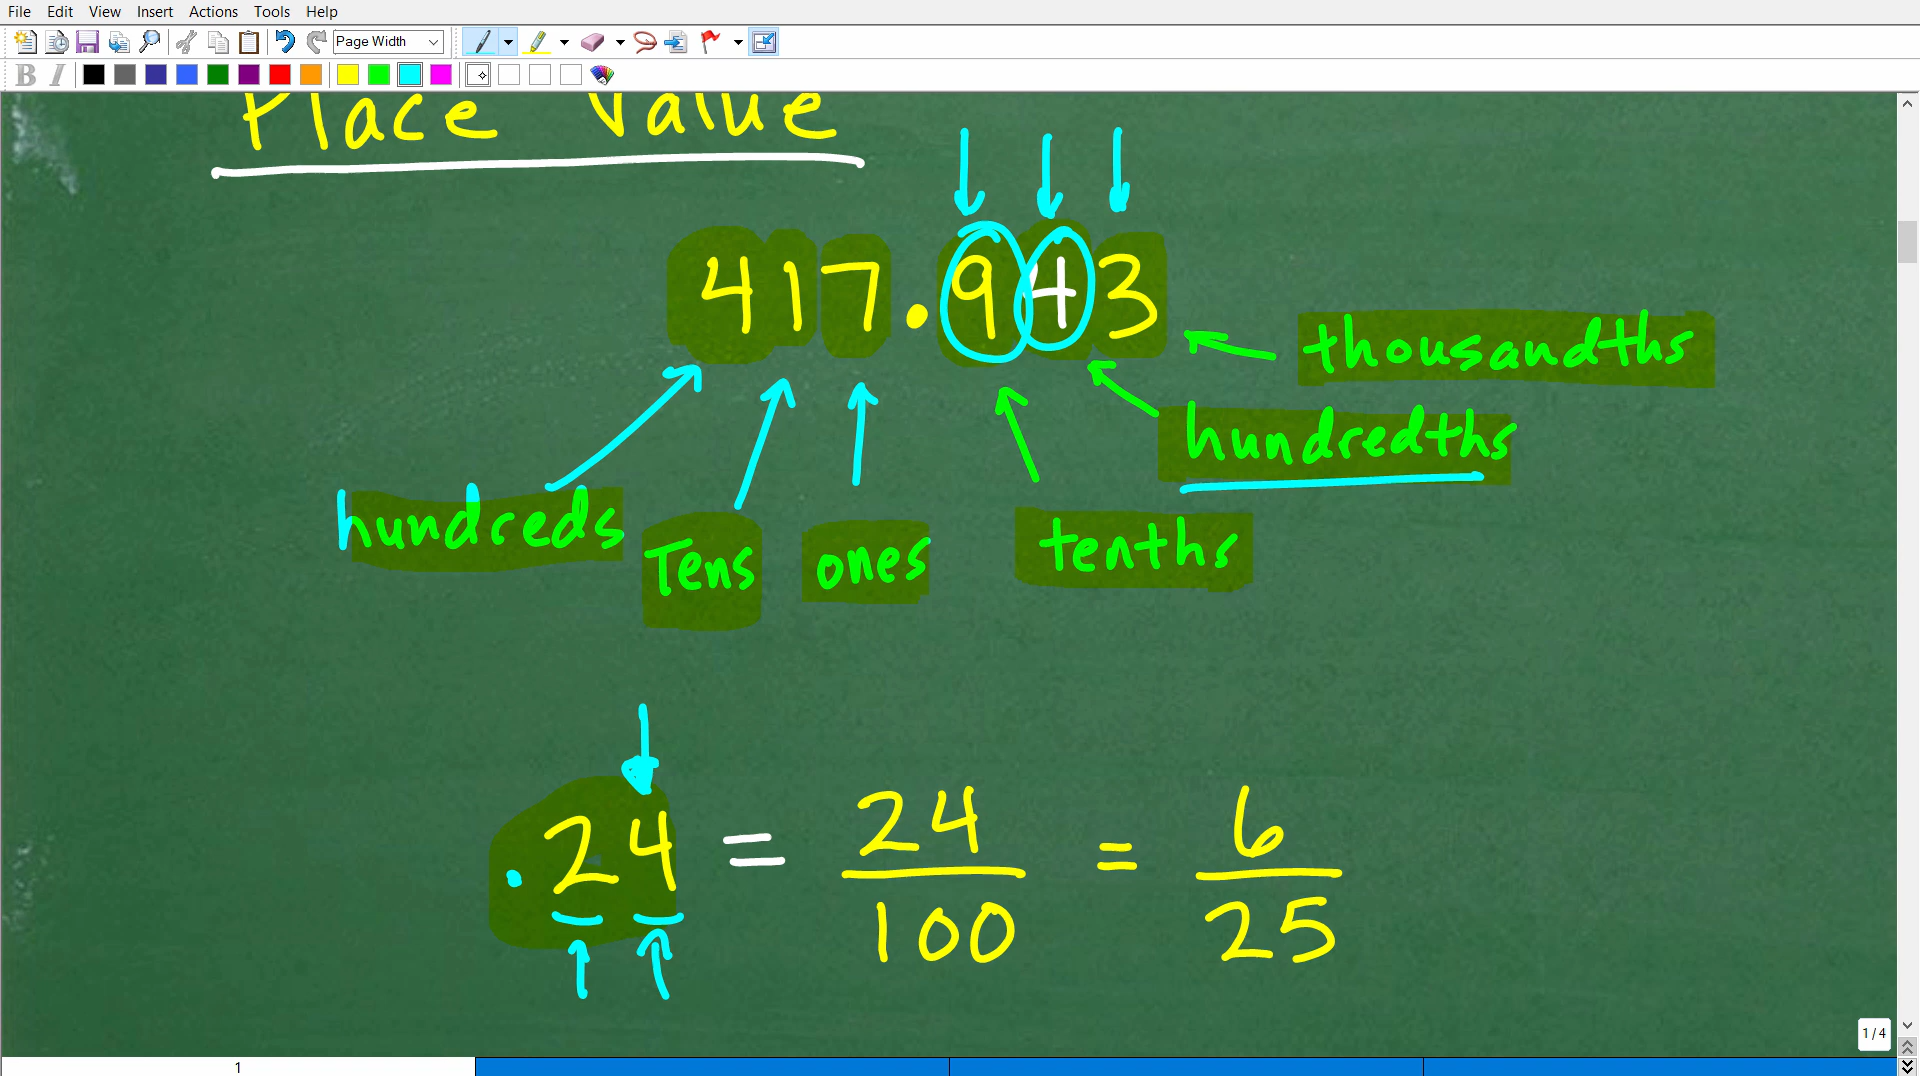 File Edit View Insert Actions Tools Help
Page Width
B I
Place Value
417.943
thousandths
hundredths
hundreds Tens ones tenths
.24 = 24/100 = 6/25
1 / 4
1